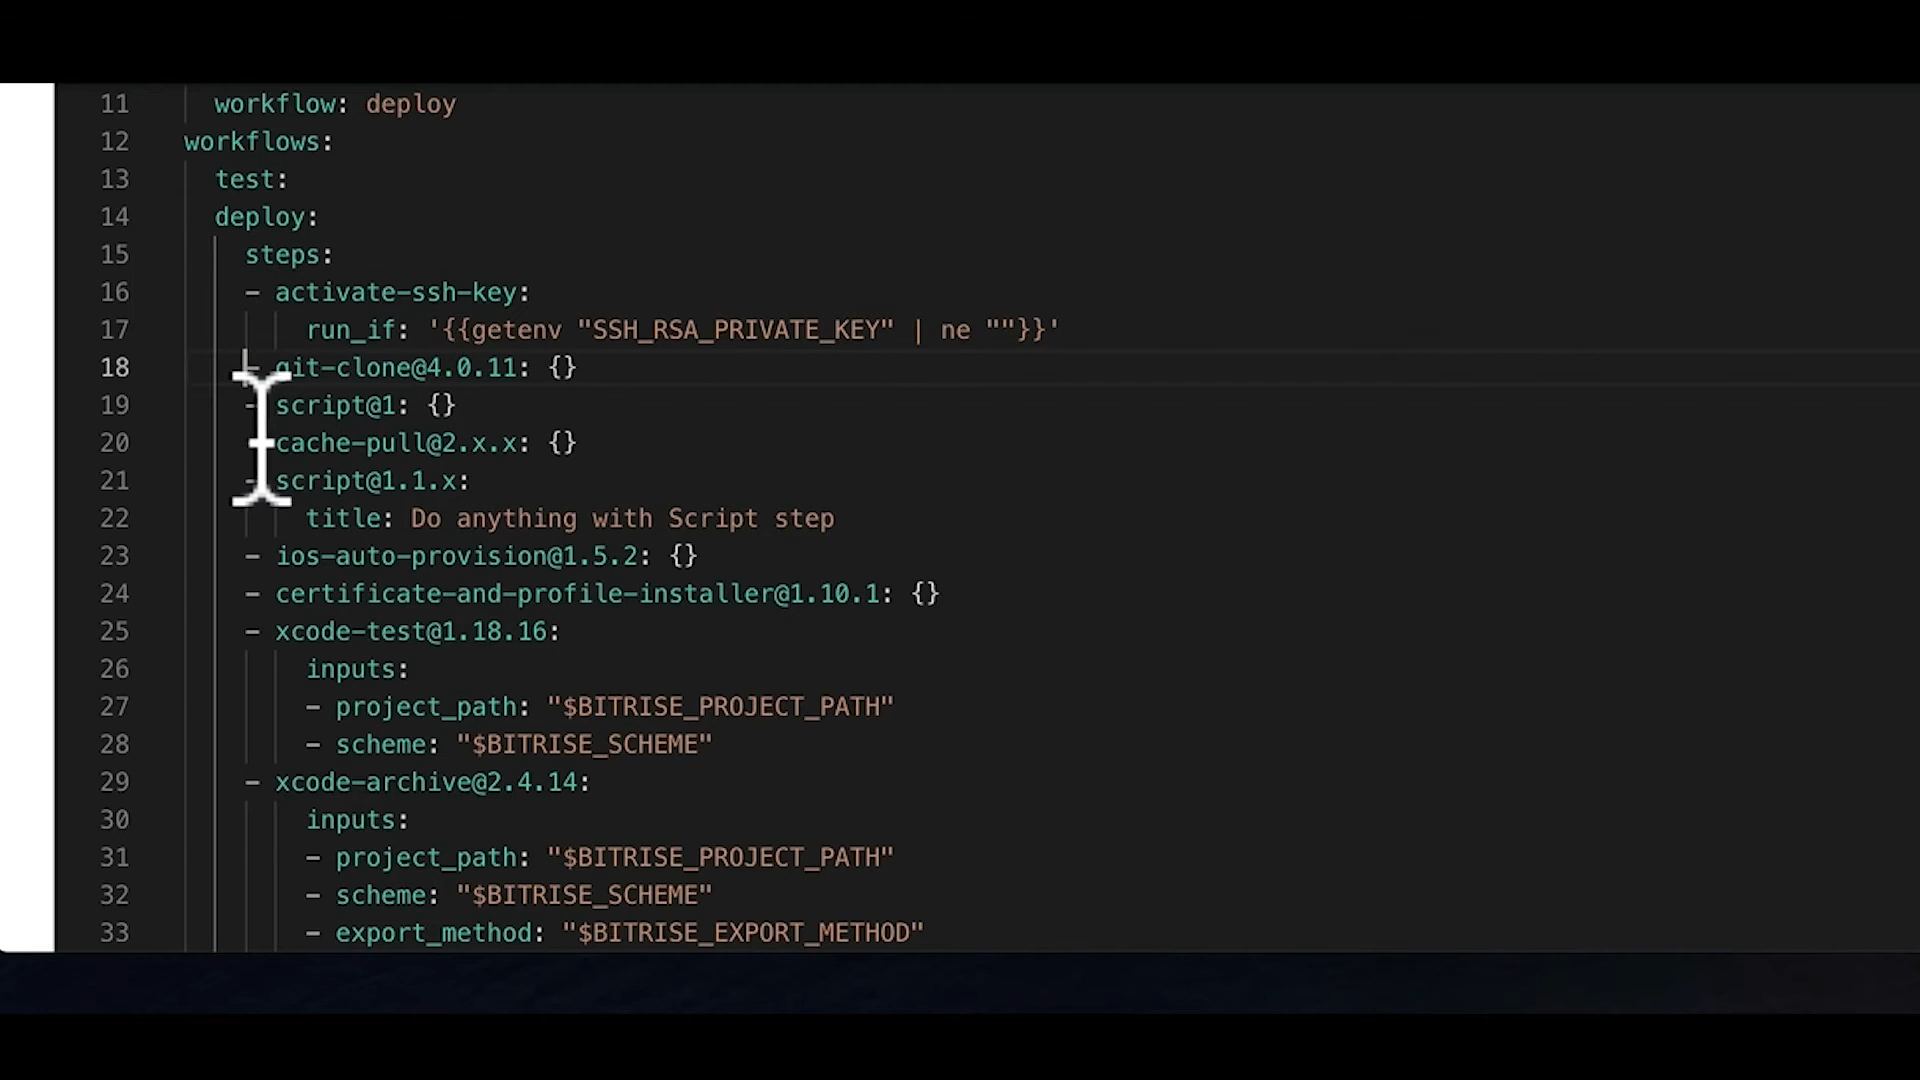 11 workflow: deploy
12 workflows:
13 test:
14 deploy:
15 steps:
16 - activate-ssh-key:
17 run_if: '{{getenv "SSH_RSA_PRIVATE_KEY" | ne ""}}'
18 - git-clone@4.0.11: {}
19 - script@1: {}
20 - cache-pull@2.x.x: {}
21 - script@1.1.x:
22 title: Do anything with Script step
23 - ios-auto-provision@1.5.2: {}
24 - certificate-and-profile-installer@1.10.1: {}
25 - xcode-test@1.18.16:
26 inputs:
27 - project_path: "$BITRISE_PROJECT_PATH"
28 - scheme: "$BITRISE_SCHEME"
29 - xcode-archive@2.4.14:
30 inputs:
31 - project_path: "$BITRISE_PROJECT_PATH"
32 - scheme: "$BITRISE_SCHEME"
33 - export_method: "$BITRISE_EXPORT_METHOD"